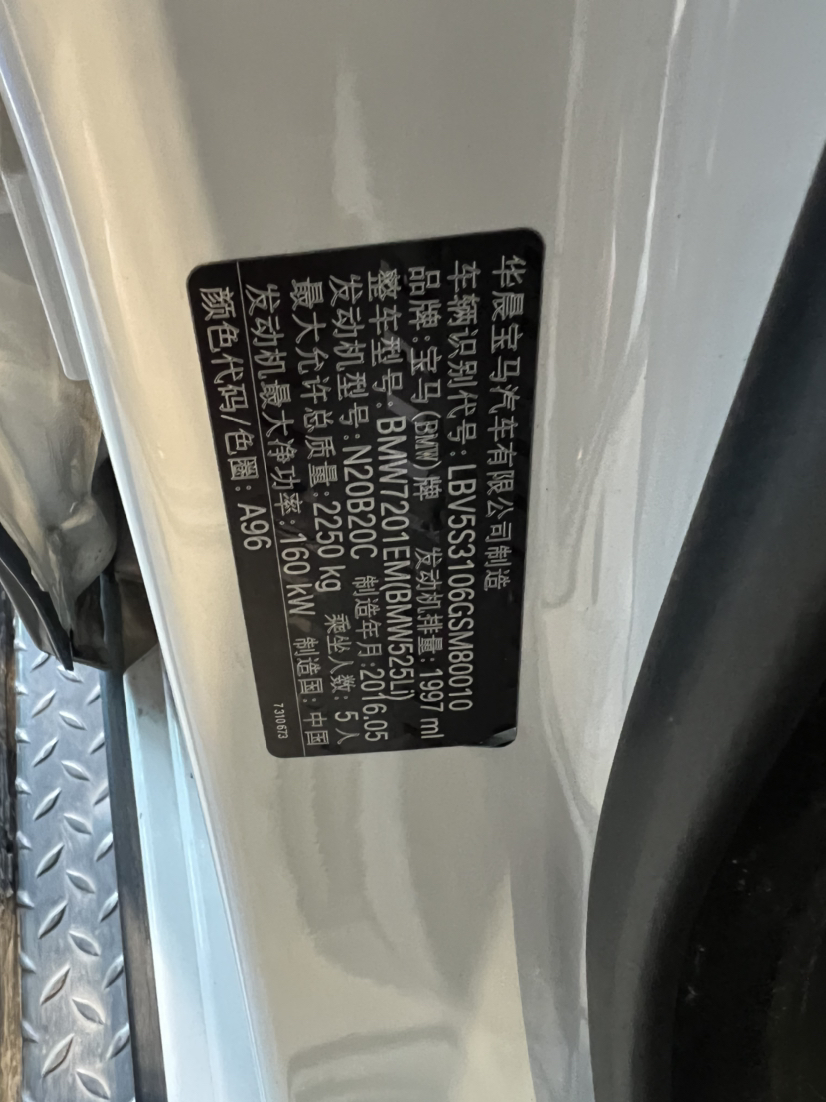 华晨宝马汽车有限公司制造
车辆识别代号: LBV5S3106GSM80010
品牌: 宝马(BMW)牌 发动机排量: 1997 ml
整车型号: BMW7201EM(BMW525Li)
发动机型号: N20B20C 制造年月: 2016.05
最大允许总质量: 2250 kg 乘坐人数: 5 人
发动机最大净功率: 160 kW 制造国: 中国
颜色代码/色圈: A96 7310673